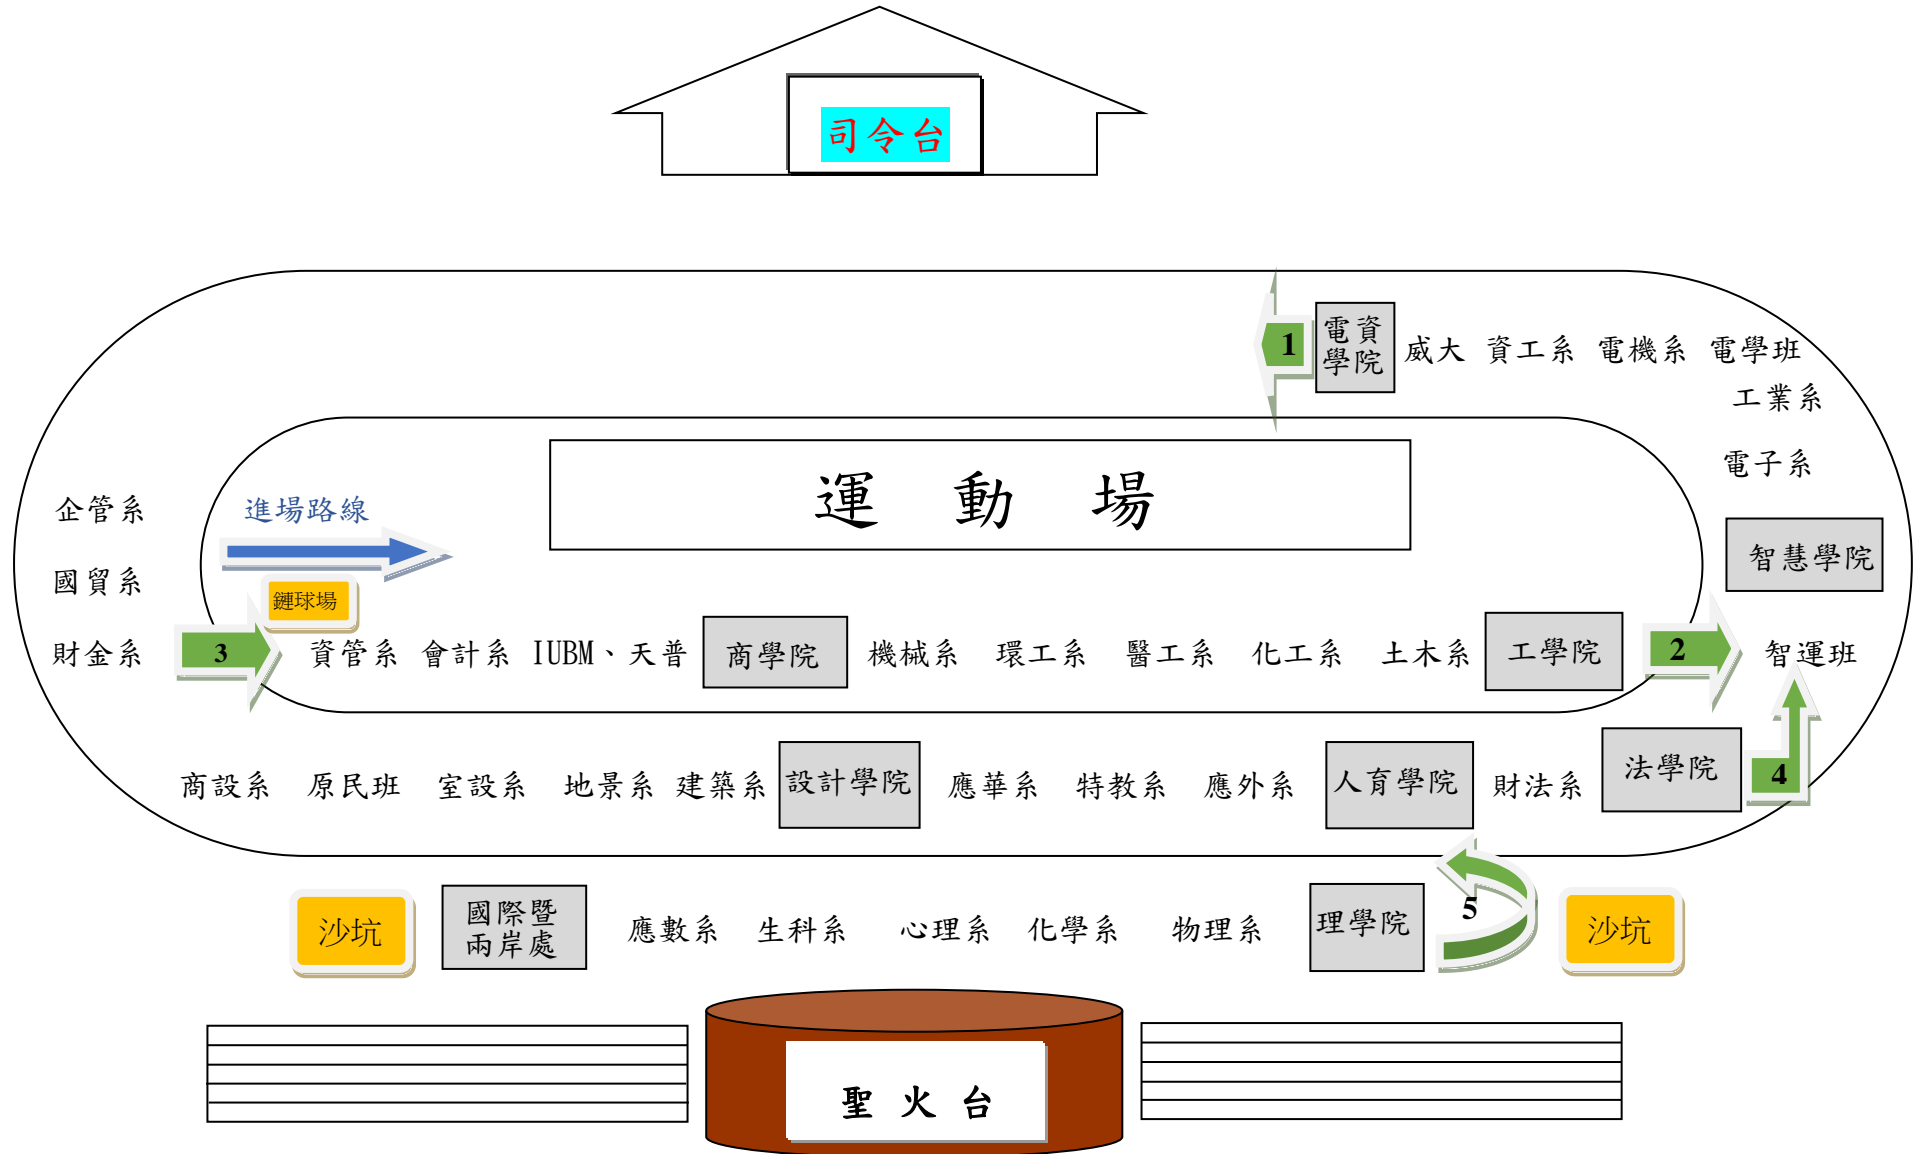 司令台
1
電資
學院
威大 資工系 電機系 電學班
工業系
電子系
運 動 場
企管系
進場路線
智慧學院
國貿系
鏈球場
財金系
3
資管系 會計系 IUBM、天普
商學院
機械系 環工系 醫工系 化工系 土木系
工學院
2
智運班
商設系 原民班 室設系 地景系 建築系
設計學院
應華系 特教系 應外系
人育學院
財法系
法學院
4
沙坑
國際暨
兩岸處
應數系 生科系 心理系 化學系 物理系
理學院
5
沙坑
聖 火 台